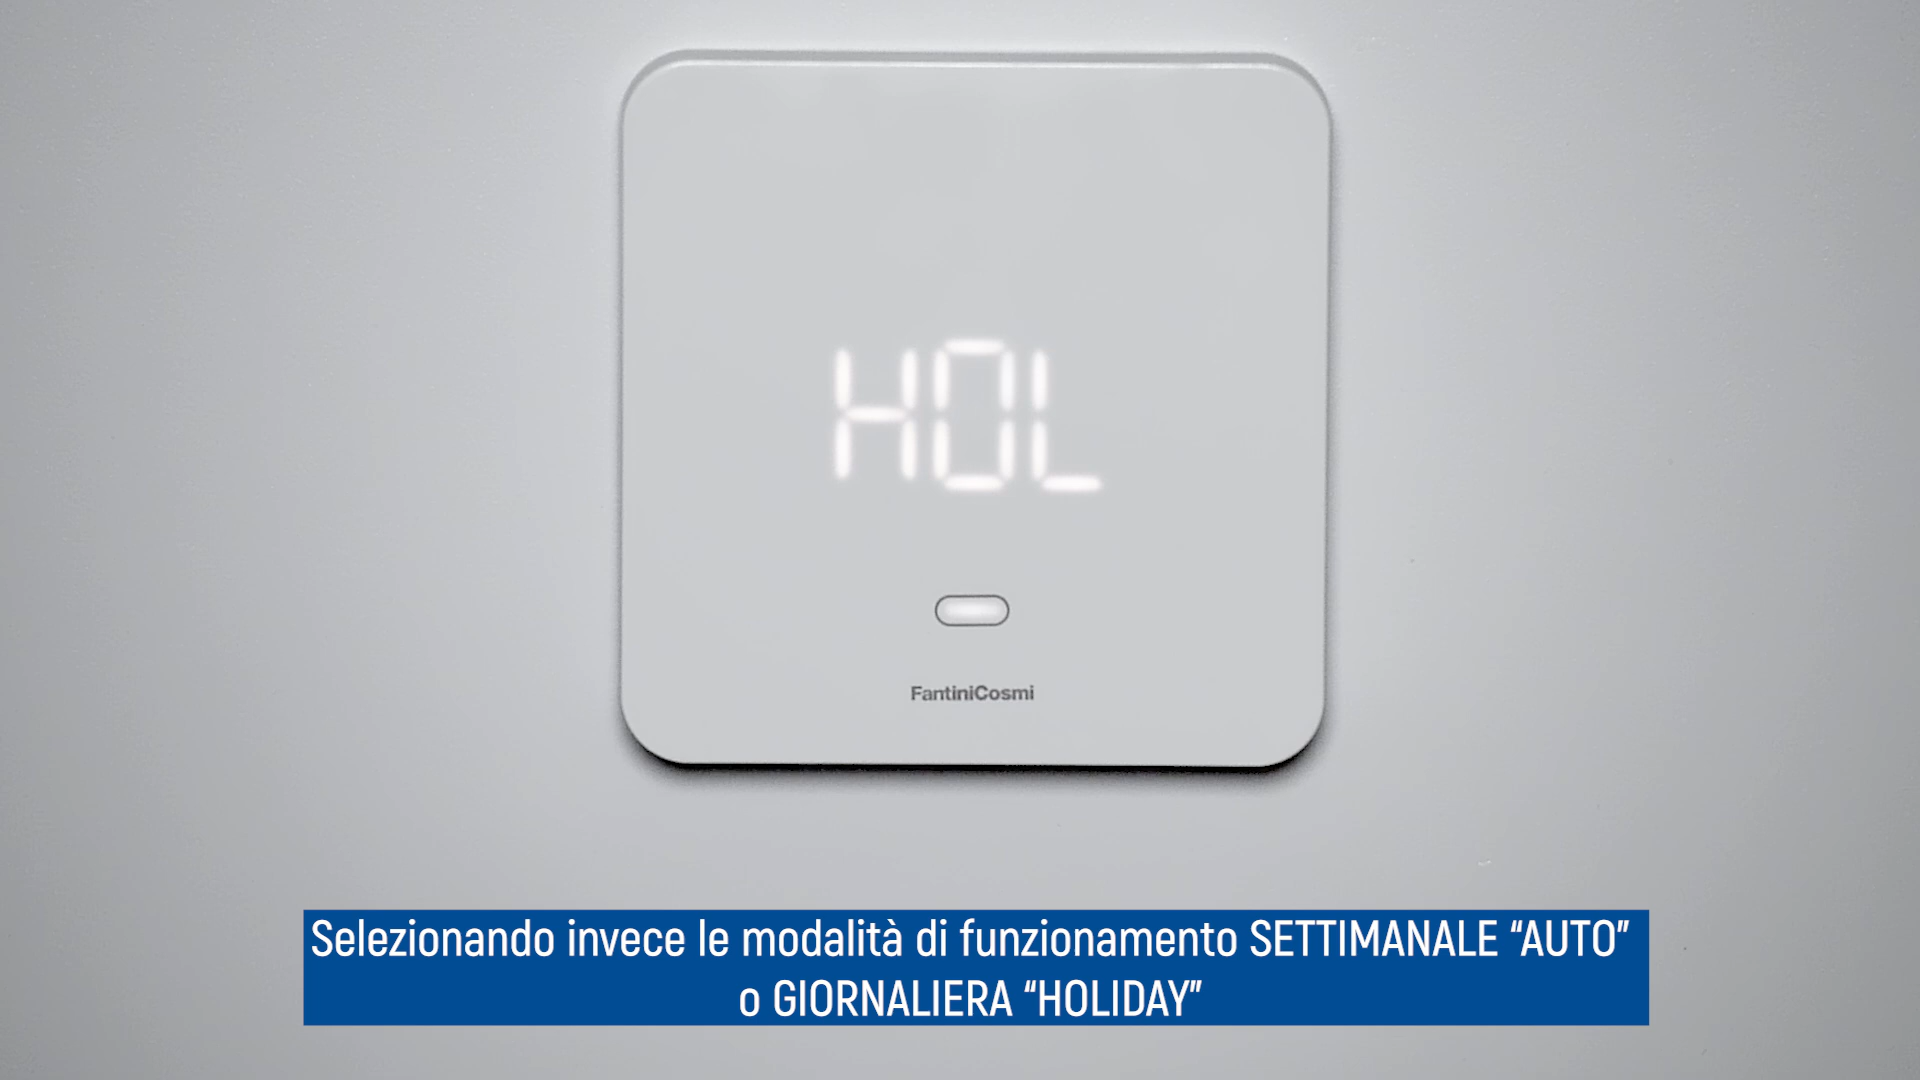 HOL
FantiniCosmi
Selezionando invece le modalità di funzionamento SETTIMANALE “AUTO”
o GIORNALIERA “HOLIDAY”